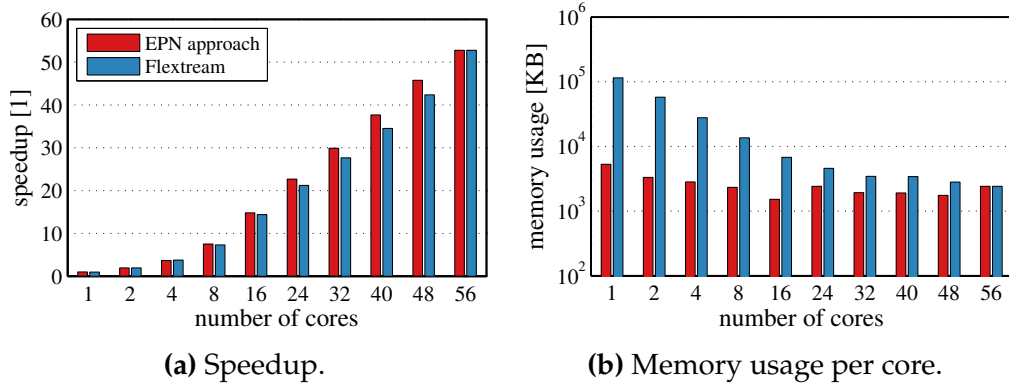 60
50
40
30
20
10
0
speedup [1]
EPN approach
Flextream
1 2 4 8 16 24 32 40 48 56
number of cores
(a) Speedup.
10^6
10^5
10^4
10^3
10^2
memory usage [KB]
1 2 4 8 16 24 32 40 48 56
number of cores
(b) Memory usage per core.